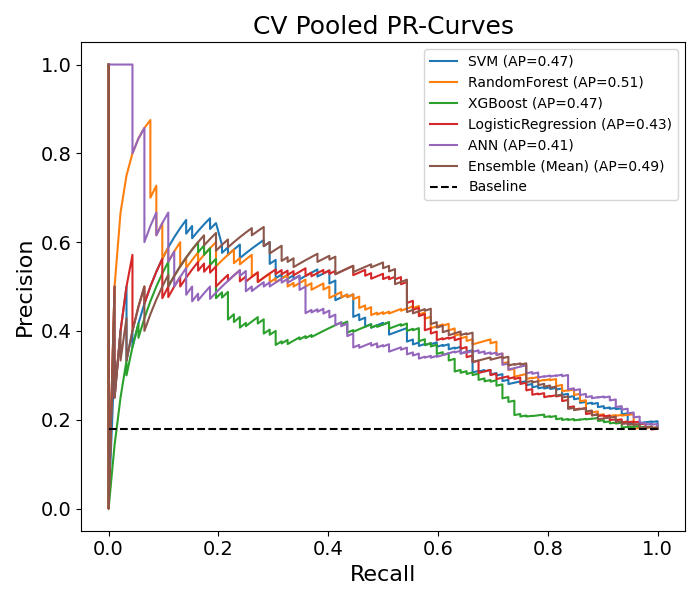 CV Pooled PR-Curves
SVM (AP=0.47)
RandomForest (AP=0.51)
XGBoost (AP=0.47)
LogisticRegression (AP=0.43)
ANN (AP=0.41)
Ensemble (Mean) (AP=0.49)
Baseline
Precision
1.0
0.8
0.6
0.4
0.2
0.0
0.0 0.2 0.4 0.6 0.8 1.0
Recall